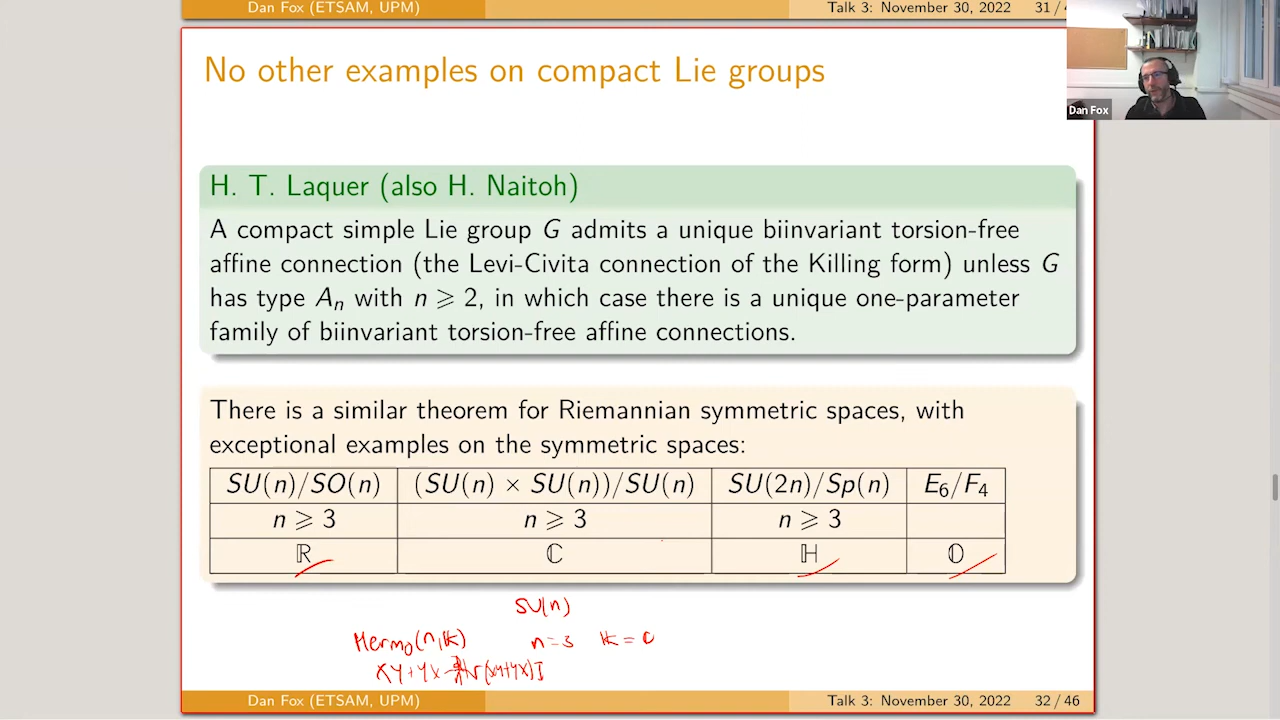 Dan Fox (ETSAM, UPM) Talk 3: November 30, 2022 31 /
No other examples on compact Lie groups
Dan Fox
H. T. Laquer (also H. Naitoh)
A compact simple Lie group G admits a unique biinvariant torsion-free
affine connection (the Levi-Civita connection of the Killing form) unless G
has type Aₙ with n ⩾ 2, in which case there is a unique one-parameter
family of biinvariant torsion-free affine connections.
There is a similar theorem for Riemannian symmetric spaces, with
exceptional examples on the symmetric spaces:
SU(n)/SO(n) (SU(n) × SU(n))/SU(n) SU(2n)/Sp(n) E₆/F₄
n ⩾ 3 n ⩾ 3 n ⩾ 3
ℝ ℂ ℍ 𝕆
SU(n)
Herm₀(n,𝕂) n=3 𝕂=
XY+YX- tr(XY+YX)I
Dan Fox (ETSAM, UPM) Talk 3: November 30, 2022 32 / 46